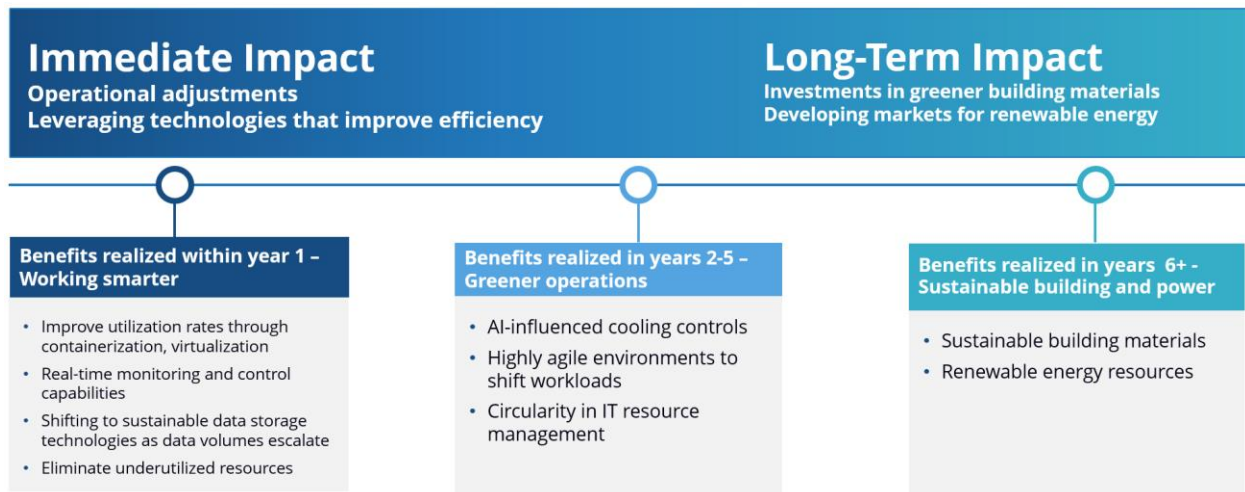 Immediate Impact
Operational adjustments
Leveraging technologies that improve efficiency
Long-Term Impact
Investments in greener building materials
Developing markets for renewable energy
Benefits realized within year 1 –
Working smarter
• Improve utilization rates through
containerization, virtualization
• Real-time monitoring and control
capabilities
• Shifting to sustainable data storage
technologies as data volumes escalate
• Eliminate underutilized resources
Benefits realized in years 2-5 –
Greener operations
• AI-influenced cooling controls
• Highly agile environments to
shift workloads
• Circularity in IT resource
management
Benefits realized in years 6+ -
Sustainable building and power
• Sustainable building materials
• Renewable energy resources